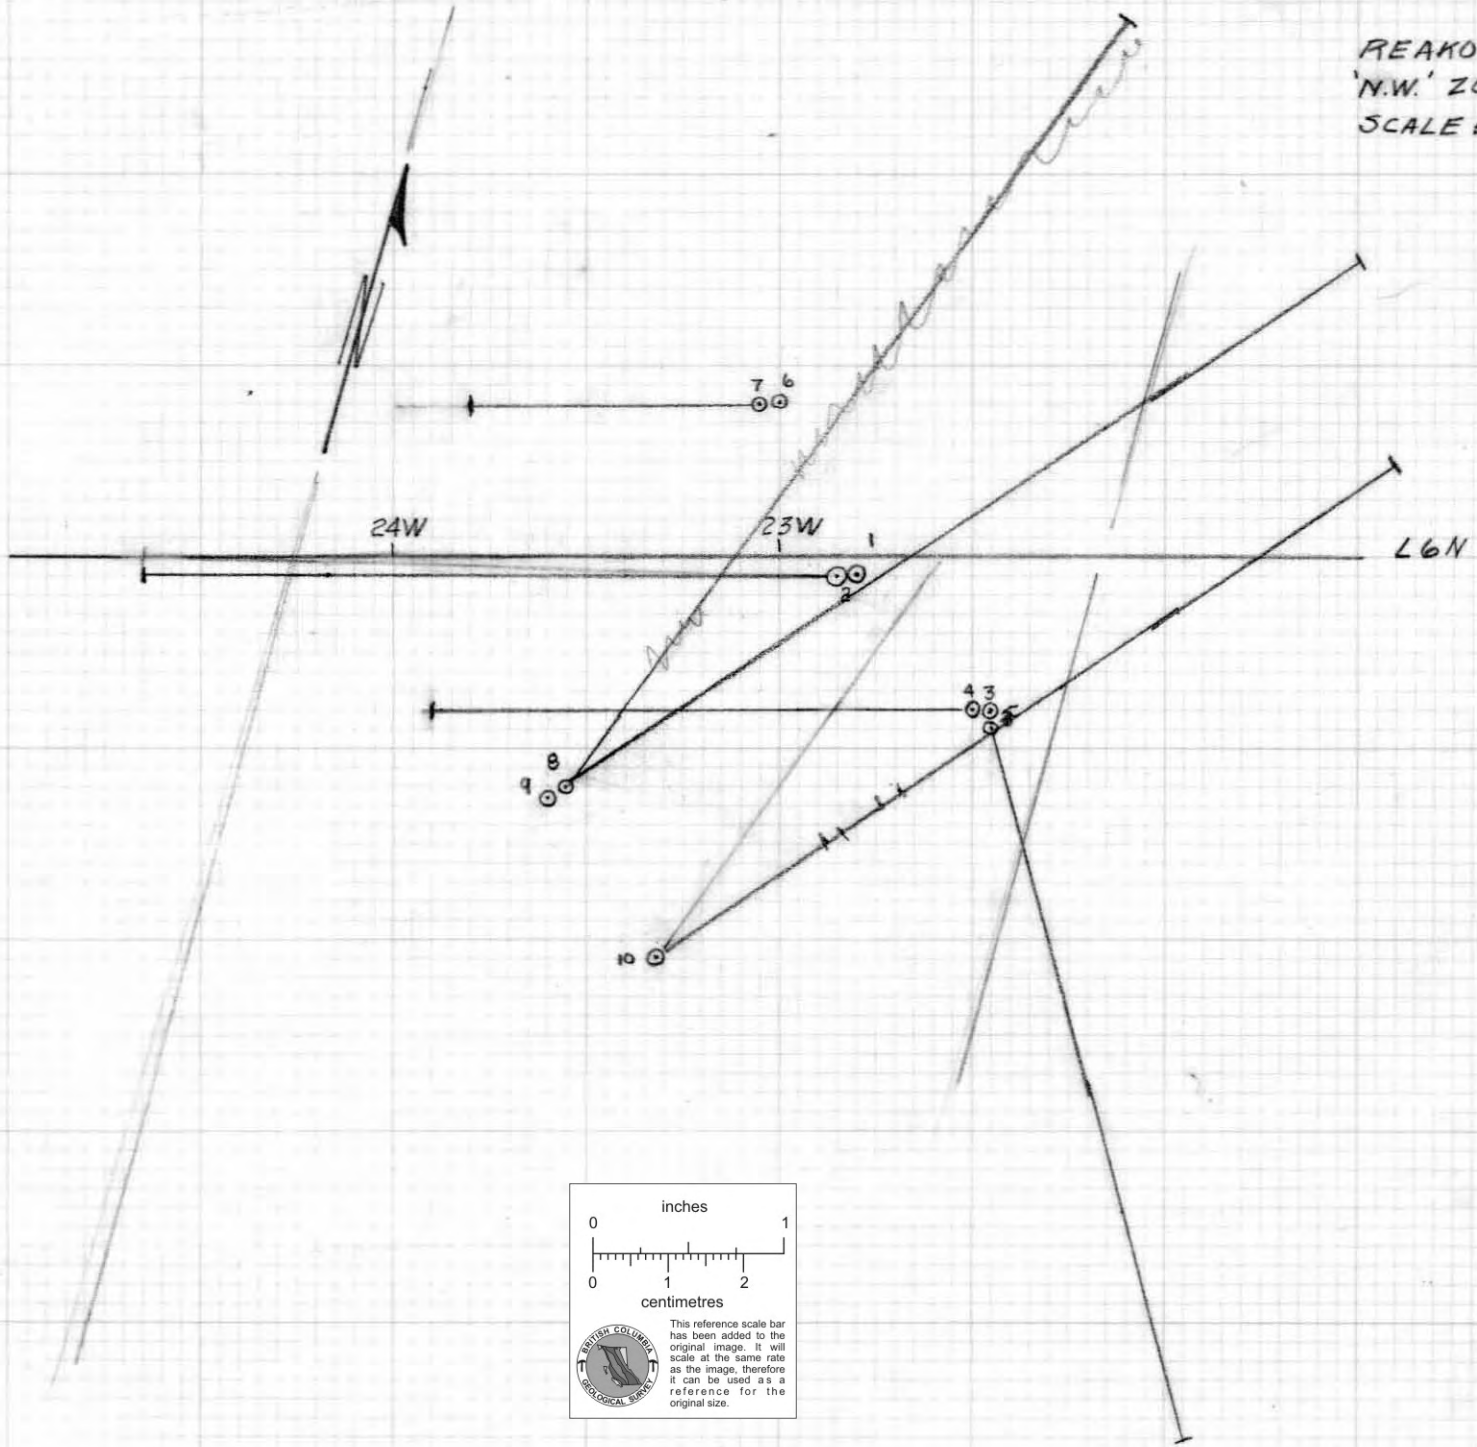 REAKO
'N.W.' Z
SCALE
7 6
24W 23W 1
L6N
2
4 3
5
8
9
10
inches
0 1
0 1 2
centimetres
BRITISH COLUMBIA
GEOLOGICAL SURVEY
This reference scale bar
has been added to the
original image. It will
scale at the same rate
as the image, therefore
it can be used as a
reference for the
original size.
N